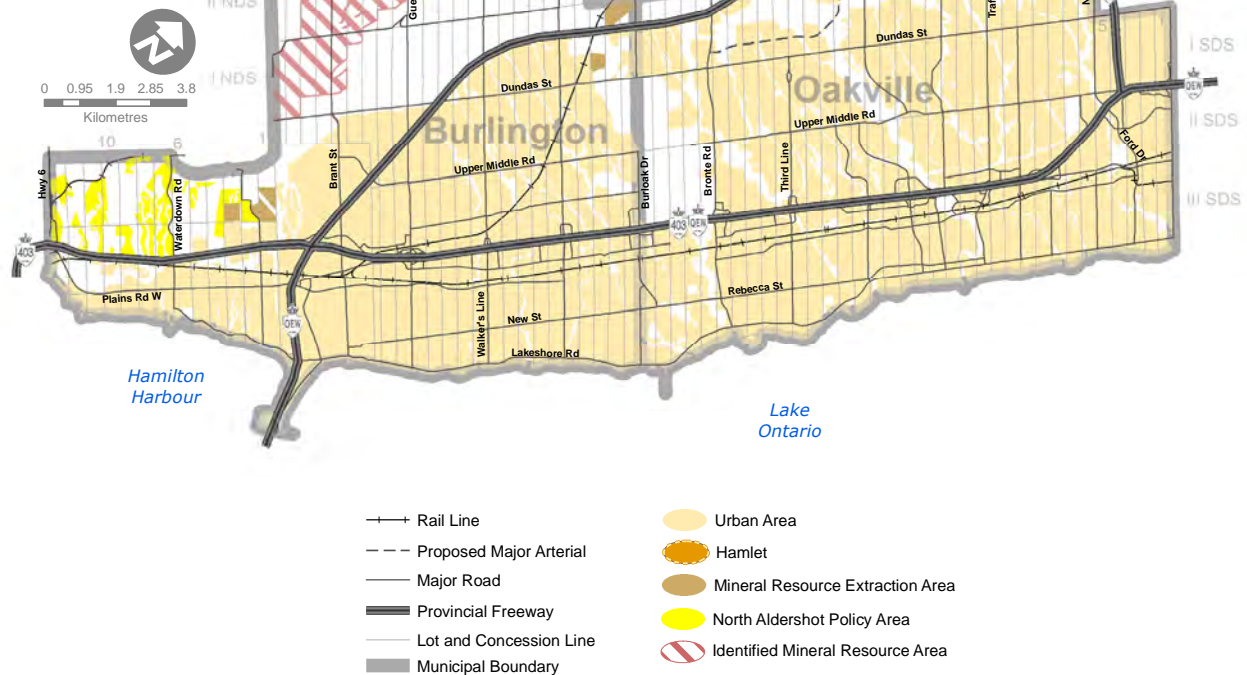 II NDS
Gue
Traf
N
5
I SDS
Dundas St
Oakville
I NDS
0 0.95 1.9 2.85 3.8
Kilometres
Dundas St
QEW
Burlington
Upper Middle Rd
II SDS
10 6 1
Ford Dr
Upper Middle Rd
Brant St
Burloak Dr
Bronte Rd
Third Line
Hwy 6
Waterdown Rd
III SDS
403
403
QEW
Plains Rd W
Rebecca St
QEW
New St
Walker's Line
Lakeshore Rd
Hamilton
Harbour
Lake
Ontario
Rail Line
Proposed Major Arterial
Major Road
Provincial Freeway
Lot and Concession Line
Municipal Boundary
Urban Area
Hamlet
Mineral Resource Extraction Area
North Aldershot Policy Area
Identified Mineral Resource Area